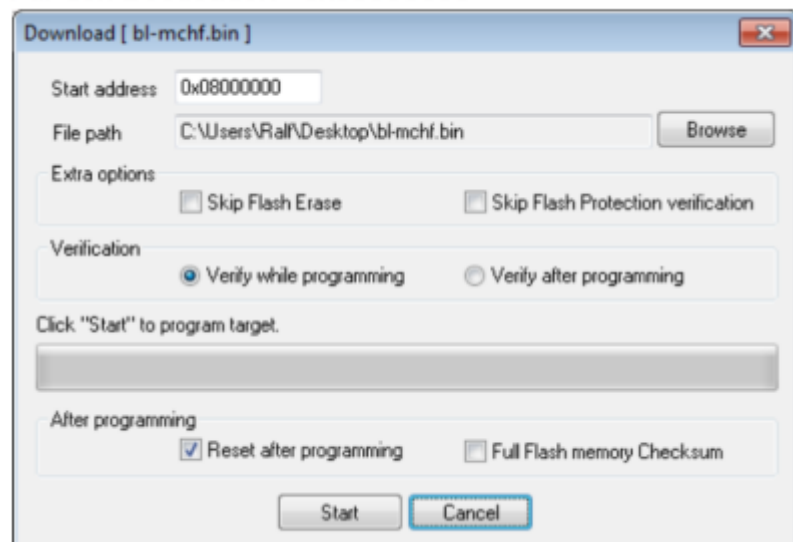 Download [ bl-mchf.bin ]
Start address 0x08000000
File path C:\Users\Ralf\Desktop\bl-mchf.bin Browse
Extra options
Skip Flash Erase Skip Flash Protection verification
Verification
Verify while programming Verify after programming
Click "Start" to program target.
After programming
Reset after programming Full Flash memory Checksum
Start Cancel